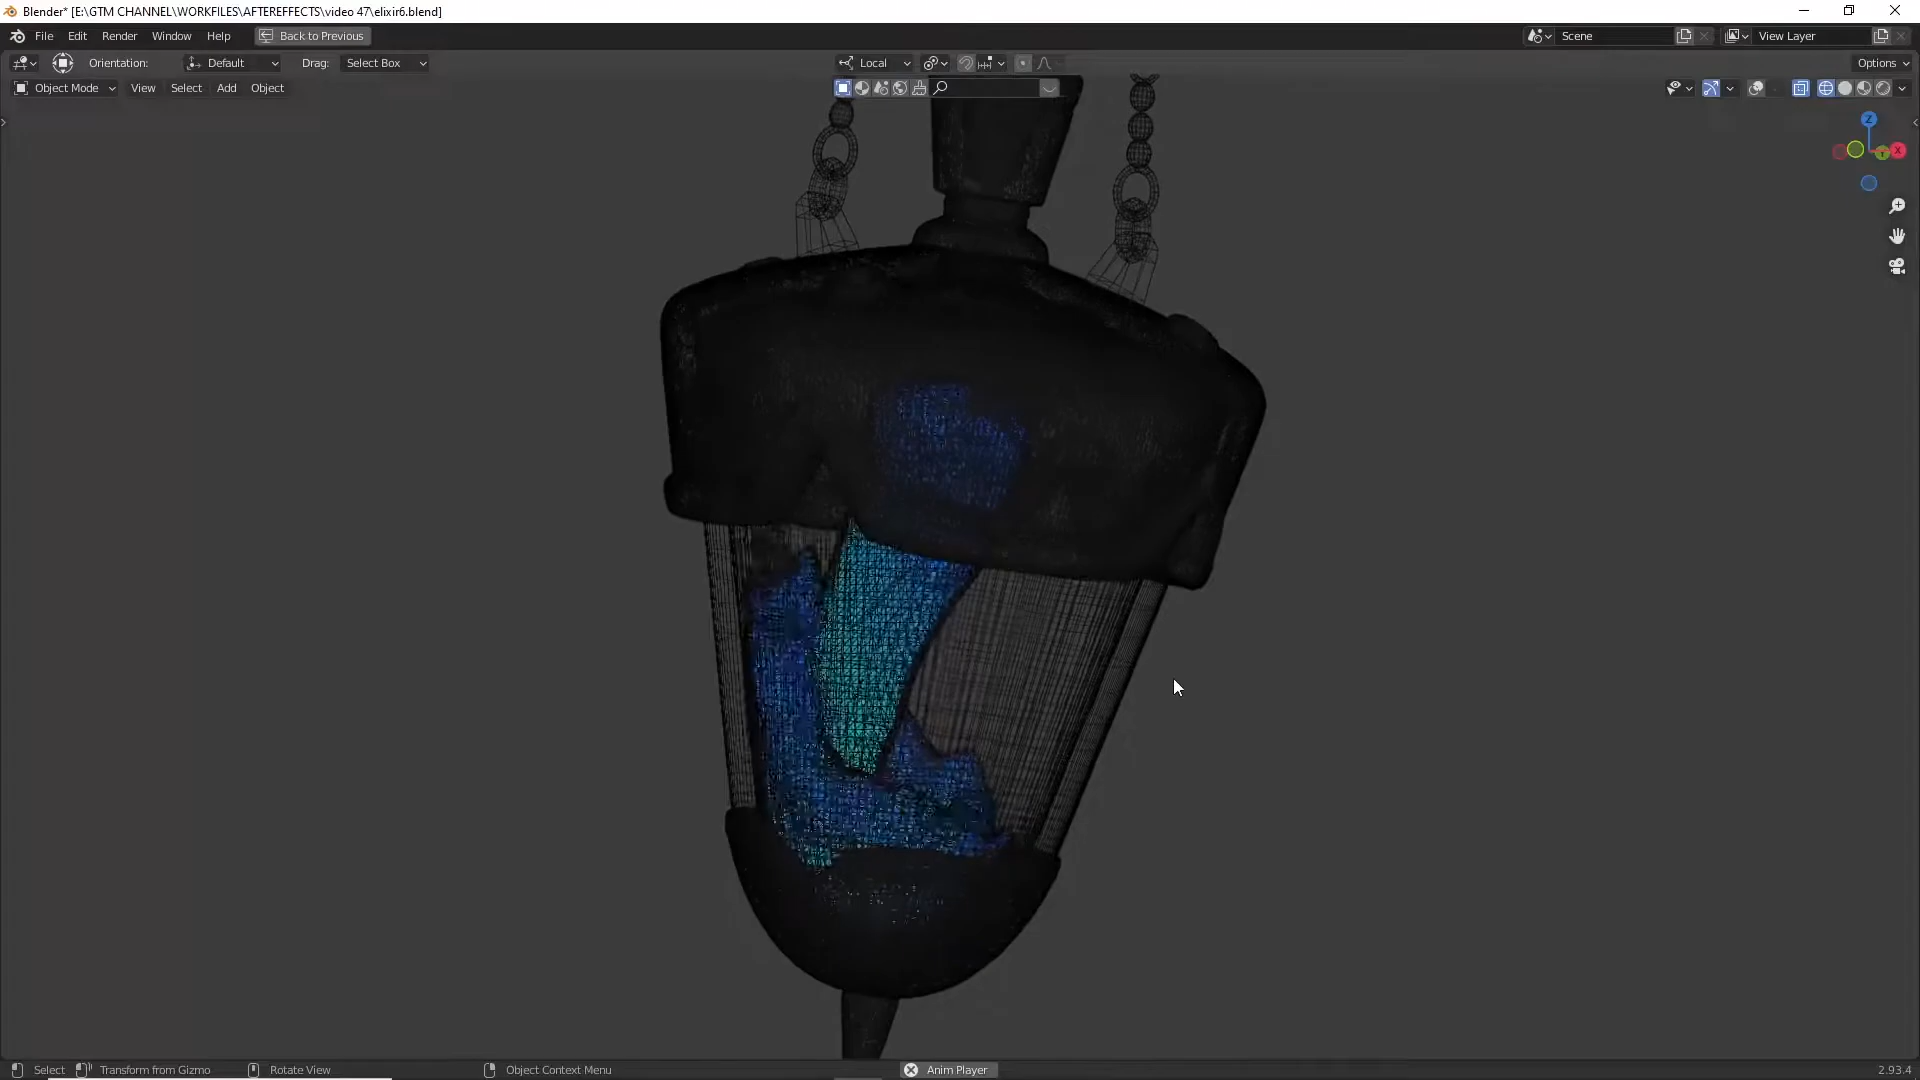 Blender* [E:\GTM CHANNEL\WORKFILES\AFTEREFFECTS\video 47\elixir6.blend]
File Edit Render Window Help Back to Previous Scene View Layer
Orientation: Default Drag: Select Box Local Options
Object Mode View Select Add Object
Z
X
Y
Select Transform from Gizmo Rotate View Object Context Menu Anim Player 2.93.4